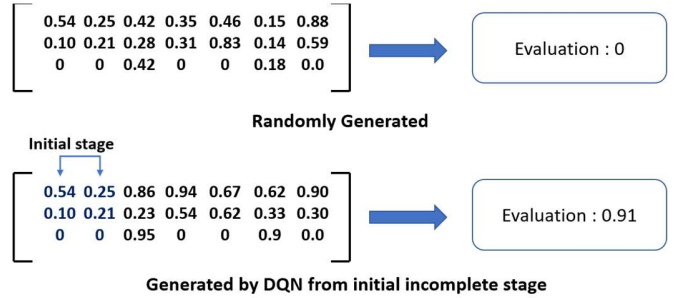 0.54 0.25 0.42 0.35 0.46 0.15 0.88
0.10 0.21 0.28 0.31 0.83 0.14 0.59
0 0 0.42 0 0 0.18 0.0
Evaluation : 0
Randomly Generated
Initial stage
0.54 0.25 0.86 0.94 0.67 0.62 0.90
0.10 0.21 0.23 0.54 0.62 0.33 0.30
0 0 0.95 0 0 0.9 0.0
Evaluation : 0.91
Generated by DQN from initial incomplete stage